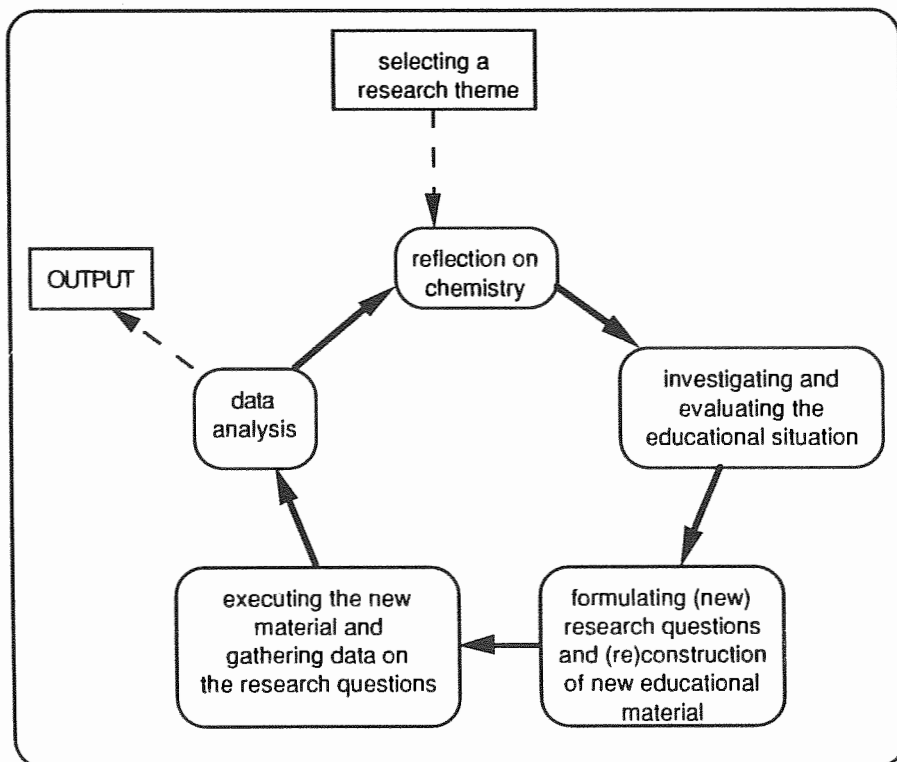 selecting a
research theme
reflection on
chemistry
OUTPUT
investigating and
evaluating the
educational situation
data
analysis
executing the new
material and
gathering data on
the research questions
formulating (new)
research questions
and (re)construction
of new educational
material